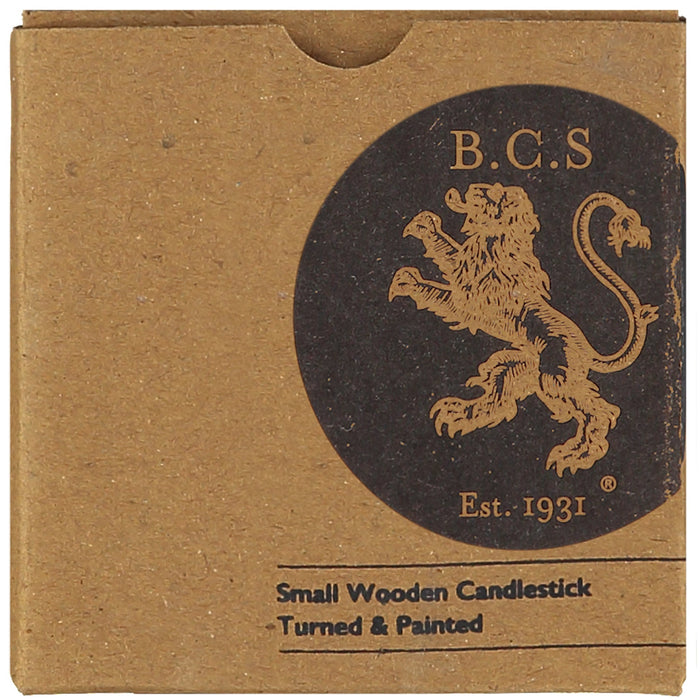 B.C.S
Est. 1931
®
Small Wooden Candlestick
Turned & Painted